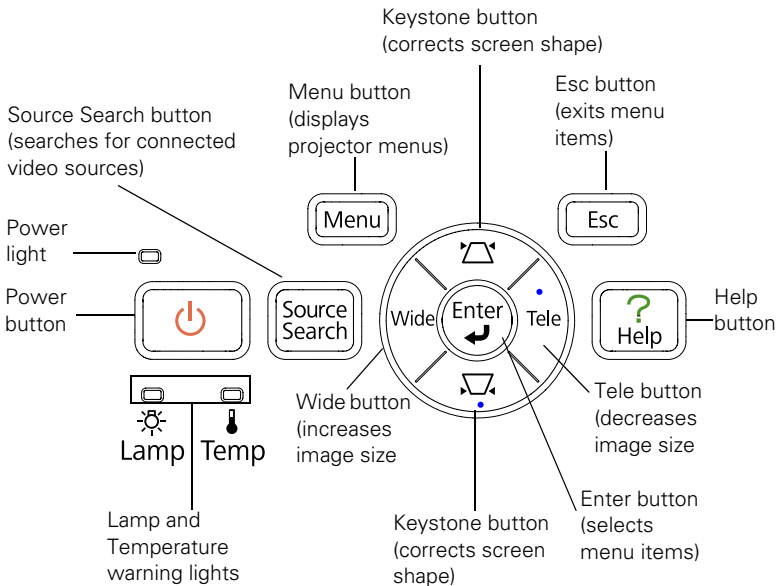 Keystone button
(corrects screen shape)
Menu button
(displays
projector menus)
Esc button
(exits menu
items)
Source Search button
(searches for connected
video sources)
Menu
Esc
Power
light
Power
button
Source
Search
Wide
Enter
Tele
?
Help
Help
button
Wide button
(increases
image size
Tele button
(decreases
image size
Lamp
Temp
Enter button
(selects
menu items)
Lamp and
Temperature
warning lights
Keystone button
(corrects screen
shape)